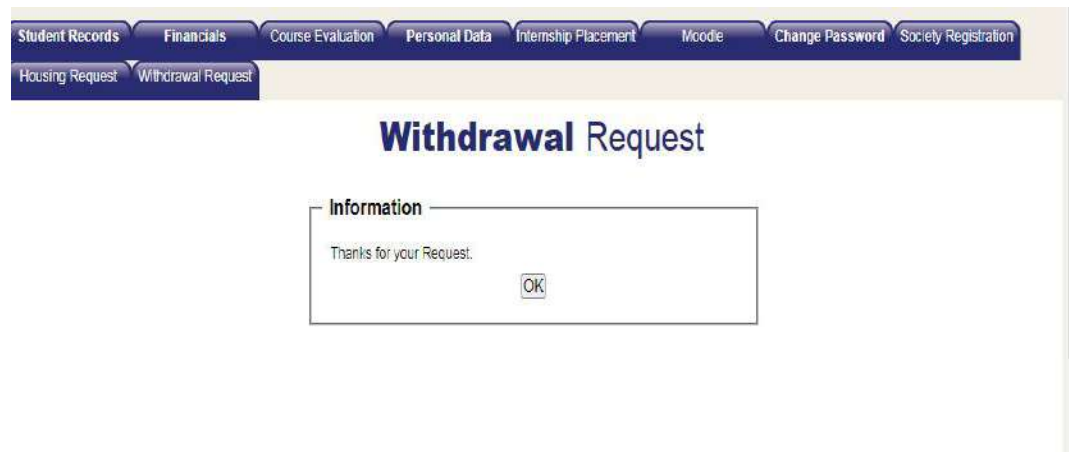 Student Records Financials Course Evaluation Personal Data Internship Placement Moodle Change Password Society Registration
Housing Request Withdrawal Request
Withdrawal Request
Information
Thanks for your Request.
OK